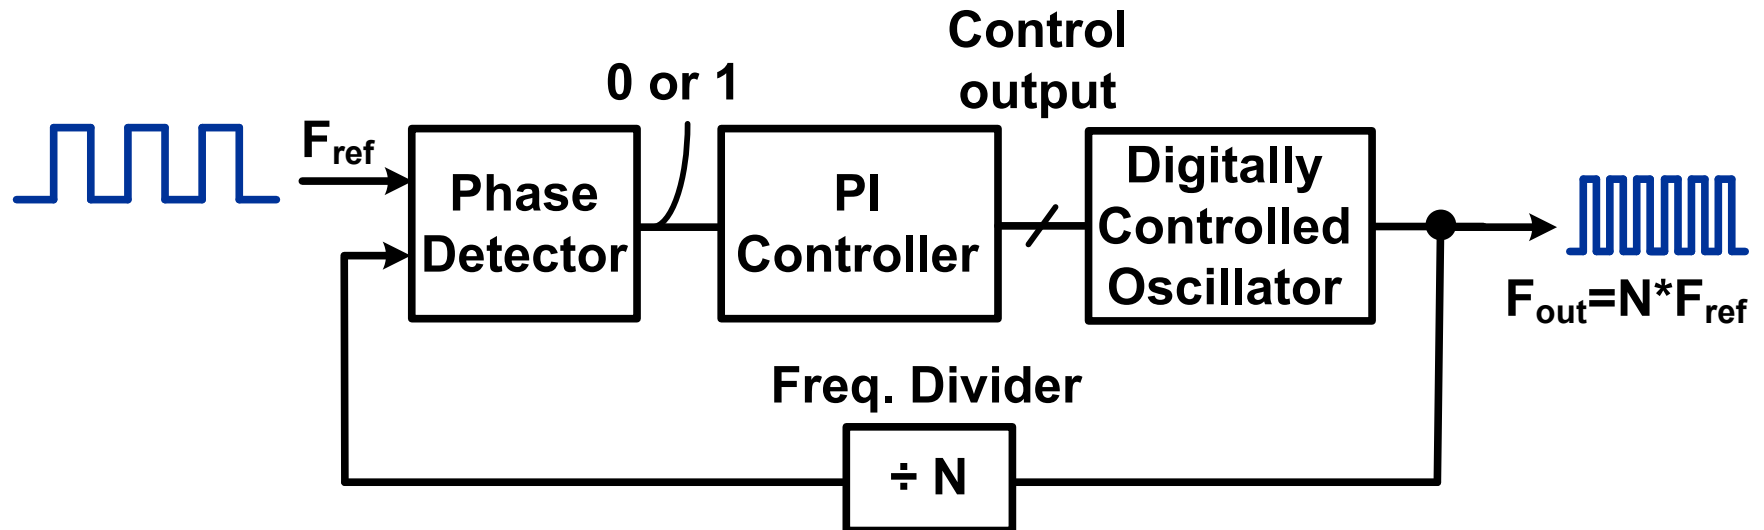 Control
output
0 or 1
Fref
Phase
Detector
PI
Controller
Digitally
Controlled
Oscillator
Fout=N*Fref
Freq. Divider
÷ N